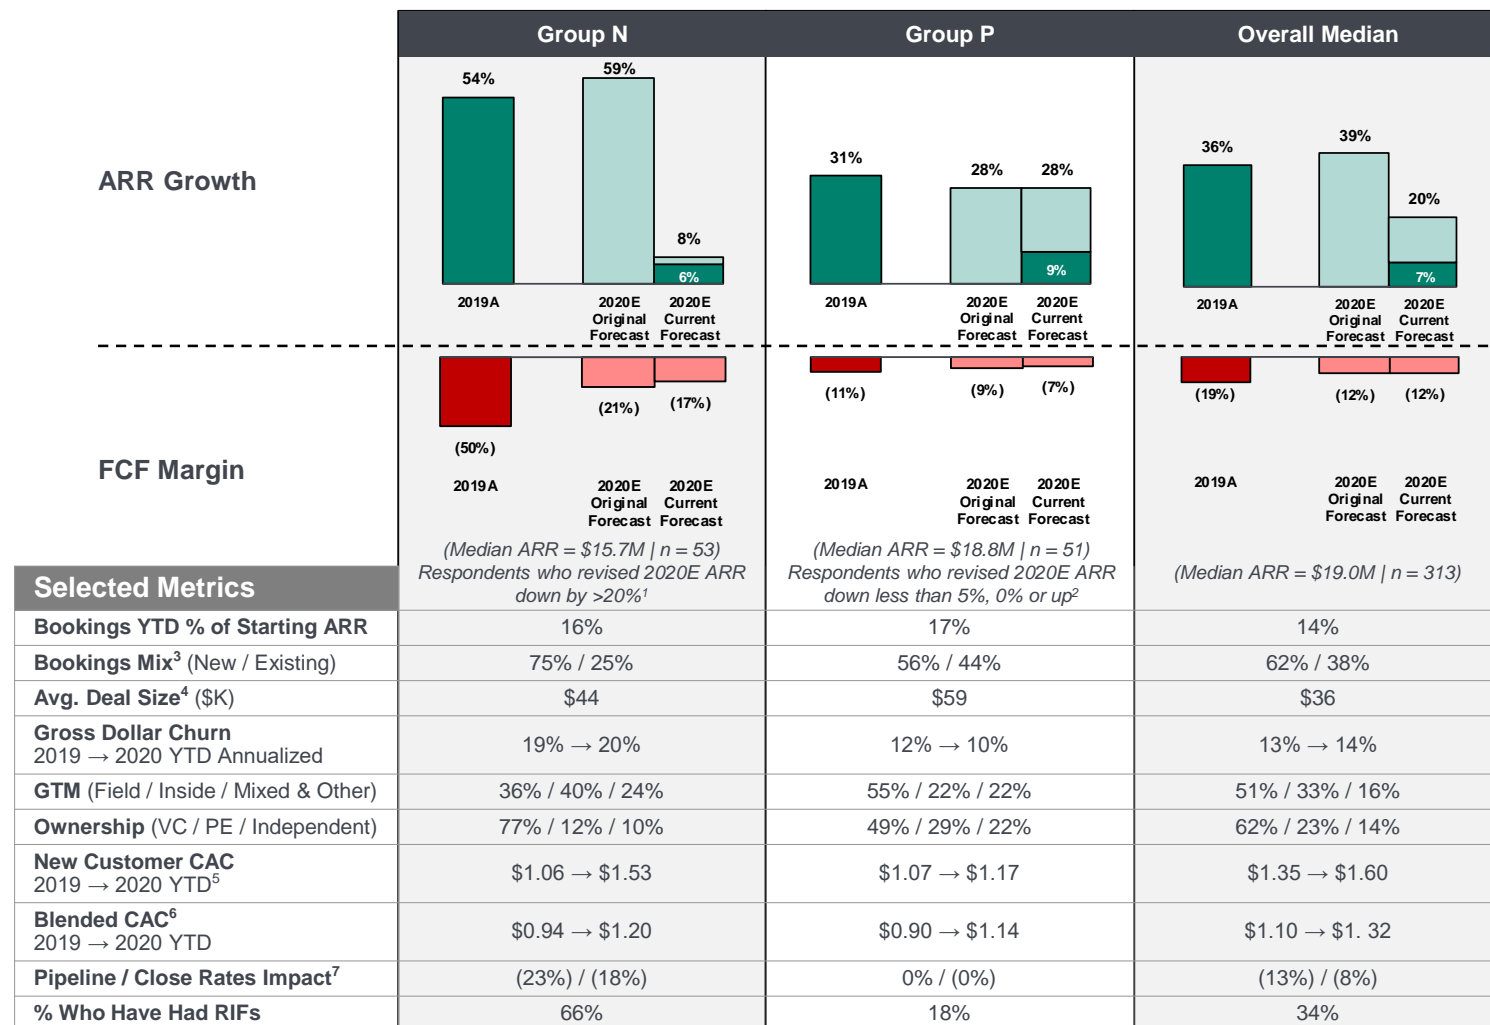 Group N
Group P
Overall Median
ARR Growth
54%
59%
8%
6%
2019A
2020E Original Forecast
2020E Current Forecast
31%
28%
28%
9%
2019A
2020E Original Forecast
2020E Current Forecast
36%
39%
20%
7%
2019A
2020E Original Forecast
2020E Current Forecast
FCF Margin
(50%)
(21%)
(17%)
2019A
2020E Original Forecast
2020E Current Forecast
(11%)
(9%)
(7%)
2019A
2020E Original Forecast
2020E Current Forecast
(19%)
(12%)
(12%)
2019A
2020E Original Forecast
2020E Current Forecast
(Median ARR = $15.7M | n = 53)
Respondents who revised 2020E ARR
down by >20%¹
(Median ARR = $18.8M | n = 51)
Respondents who revised 2020E ARR
down less than 5%, 0% or up²
(Median ARR = $19.0M | n = 313)
Selected Metrics
Bookings YTD % of Starting ARR 16% 17% 14%
Bookings Mix³ (New / Existing) 75% / 25% 56% / 44% 62% / 38%
Avg. Deal Size⁴ ($K) $44 $59 $36
Gross Dollar Churn
2019 → 2020 YTD Annualized 19% → 20% 12% → 10% 13% → 14%
GTM (Field / Inside / Mixed & Other) 36% / 40% / 24% 55% / 22% / 22% 51% / 33% / 16%
Ownership (VC / PE / Independent) 77% / 12% / 10% 49% / 29% / 22% 62% / 23% / 14%
New Customer CAC
2019 → 2020 YTD⁵ $1.06 → $1.53 $1.07 → $1.17 $1.35 → $1.60
Blended CAC⁶
2019 → 2020 YTD $0.94 → $1.20 $0.90 → $1.14 $1.10 → $1. 32
Pipeline / Close Rates Impact⁷ (23%) / (18%) 0% / (0%) (13%) / (8%)
% Who Have Had RIFs 66% 18% 34%